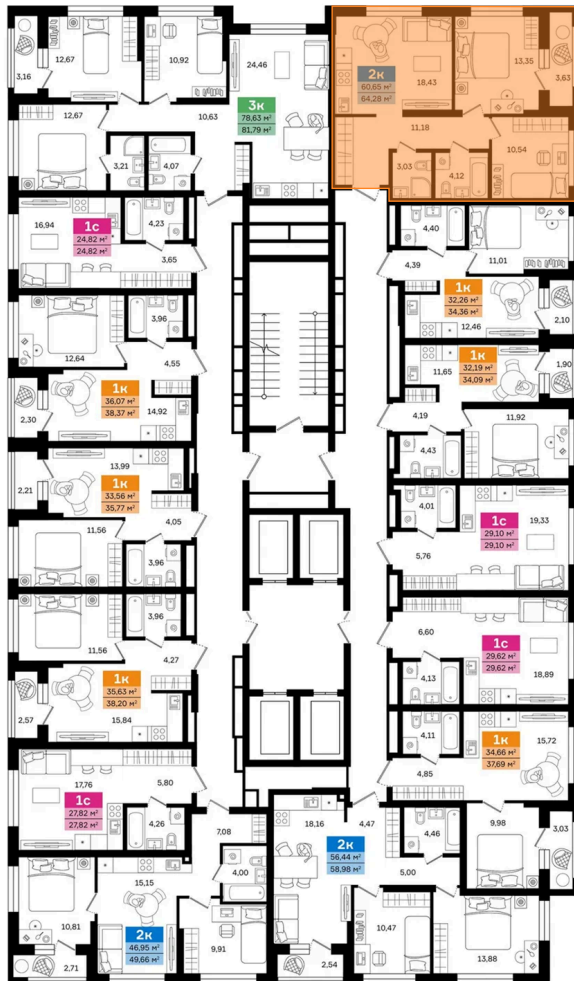 12,67
10,92
24,46
3,16
3к
78,63 м²
81,79 м²
12,67
10,63
3,21
4,07
2к
60,65 м²
64,28 м²
18,43
13,35
3,63
11,18
3,03
4,12
10,54
16,94
1с
24,82 м²
24,82 м²
4,23
3,65
4,40
11,01
4,39
1к
32,26 м²
34,36 м²
12,46
2,10
3,96
12,64
4,55
1к
36,07 м²
38,37 м²
14,92
2,30
11,65
1к
32,19 м²
34,09 м²
1,90
4,19
11,92
4,43
13,99
2,21
1к
33,56 м²
35,77 м²
4,05
11,56
3,96
4,01
1с
29,10 м²
29,10 м²
19,33
5,76
3,96
11,56
4,27
1к
35,63 м²
38,20 м²
15,84
2,57
6,60
1с
29,62 м²
29,62 м²
18,89
4,13
4,11
1к
34,66 м²
37,69 м²
15,72
4,85
17,76
5,80
1с
27,82 м²
27,82 м²
4,26
7,08
4,00
15,15
10,81
2к
46,95 м²
49,66 м²
9,91
2,71
18,16
4,47
2к
56,44 м²
58,98 м²
4,46
5,00
9,98
3,03
10,47
2,54
13,88